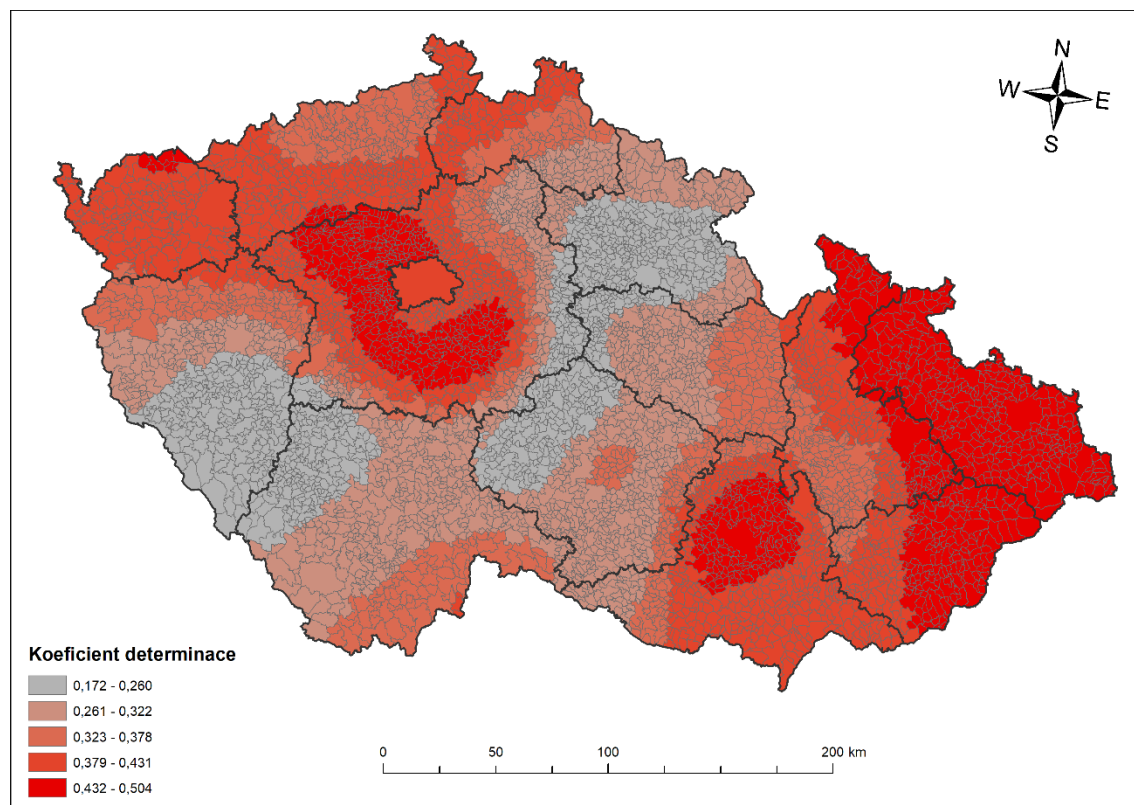 N
W E
S
Koeficient determinace
0,172 - 0,260
0,261 - 0,322
0,323 - 0,378
0,379 - 0,431
0,432 - 0,504
0 50 100 200 km